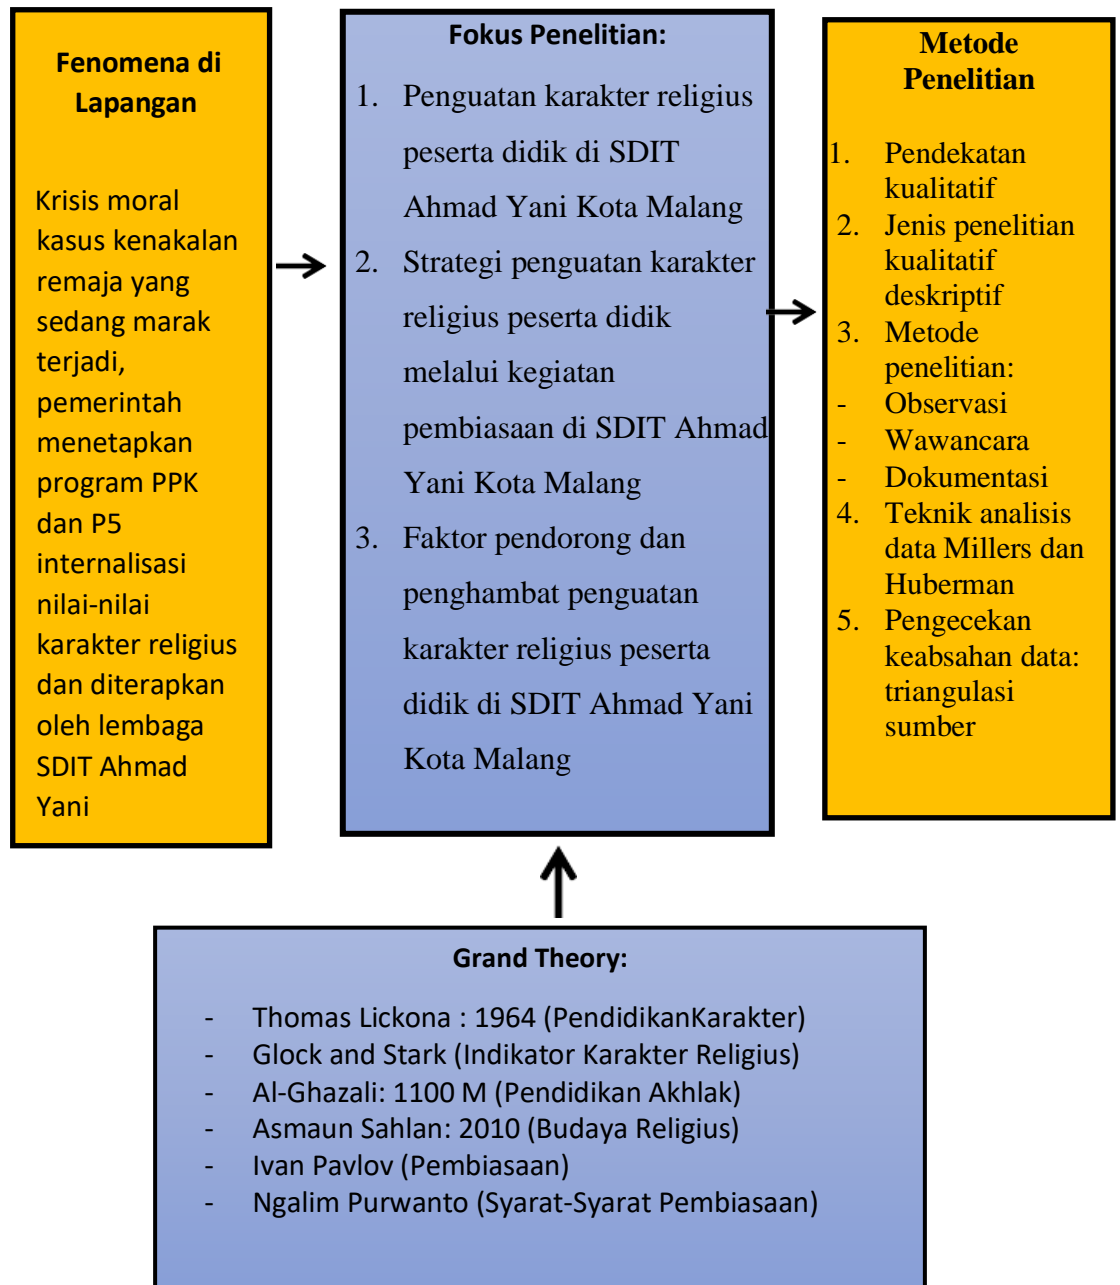 Fenomena di
Lapangan
Krisis moral
kasus kenakalan
remaja yang
sedang marak
terjadi,
pemerintah
menetapkan
program PPK
dan P5
internalisasi
nilai-nilai
karakter religius
dan diterapkan
oleh lembaga
SDIT Ahmad
Yani
Fokus Penelitian:
1. Penguatan karakter religius
peserta didik di SDIT
Ahmad Yani Kota Malang
2. Strategi penguatan karakter
religius peserta didik
melalui kegiatan
pembiasaan di SDIT Ahmad
Yani Kota Malang
3. Faktor pendorong dan
penghambat penguatan
karakter religius peserta
didik di SDIT Ahmad Yani
Kota Malang
Metode
Penelitian
1. Pendekatan
kualitatif
2. Jenis penelitian
kualitatif
deskriptif
3. Metode
penelitian:
- Observasi
- Wawancara
- Dokumentasi
4. Teknik analisis
data Millers dan
Huberman
5. Pengecekan
keabsahan data:
triangulasi
sumber
Grand Theory:
- Thomas Lickona : 1964 (PendidikanKarakter)
- Glock and Stark (Indikator Karakter Religius)
- Al-Ghazali: 1100 M (Pendidikan Akhlak)
- Asmaun Sahlan: 2010 (Budaya Religius)
- Ivan Pavlov (Pembiasaan)
- Ngalim Purwanto (Syarat-Syarat Pembiasaan)